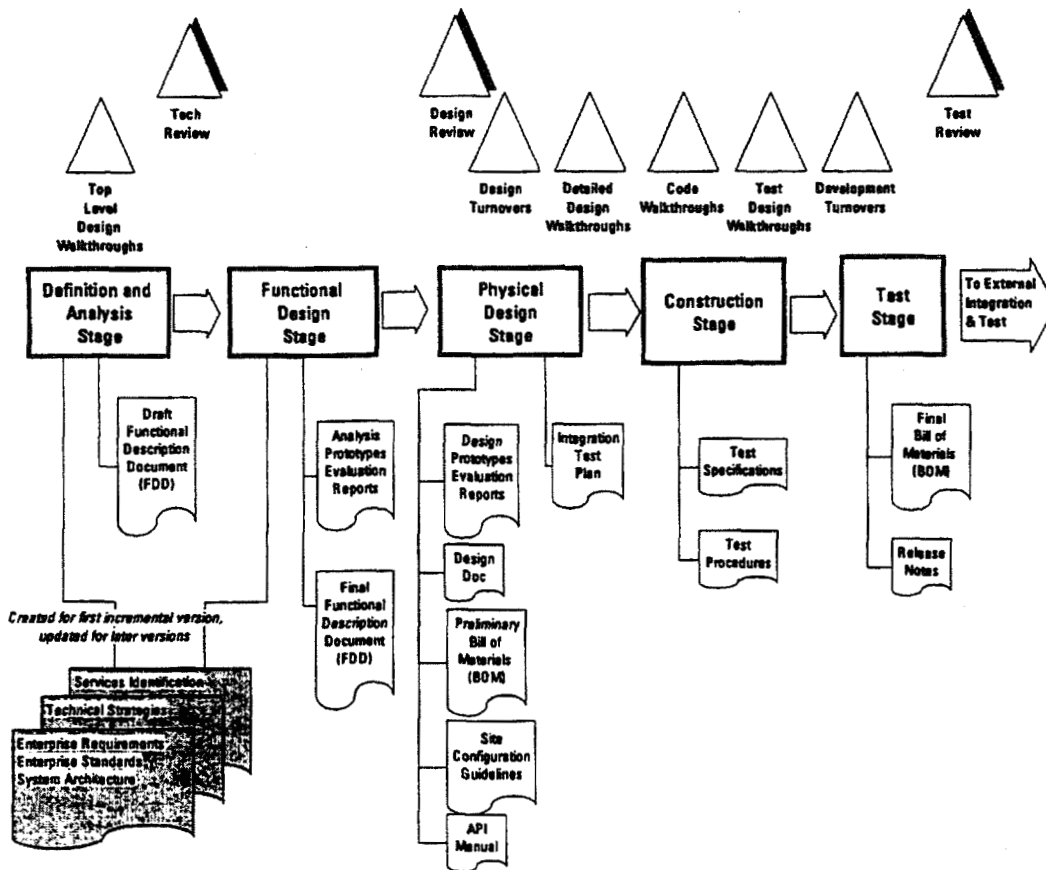 Tech
Review
Design
Review
Test
Review
Top
Level
Design
Walkthroughs
Design
Turnovers
Detailed
Design
Walkthroughs
Code
Walkthroughs
Test
Design
Walkthroughs
Development
Turnovers
Definition and
Analysis
Stage
Functional
Design
Stage
Physical
Design
Stage
Construction
Stage
Test
Stage
To External
Integration
& Test
Draft
Functional
Description
Document
(FDD)
Analysis
Prototypes
Evaluation
Reports
Final
Functional
Description
Document
(FDD)
Design
Prototypes
Evaluation
Reports
Integration
Test
Plan
Design
Doc
Preliminary
Bill of
Materials
(BOM)
Site
Configuration
Guidelines
API
Manual
Test
Specifications
Test
Procedures
Final
Bill of
Materials
(BOM)
Release
Notes
Created for first incremental version,
updated for later versions
Services Identification
Technical Strategies
Enterprise Requirements
Enterprise Standards
System Architecture